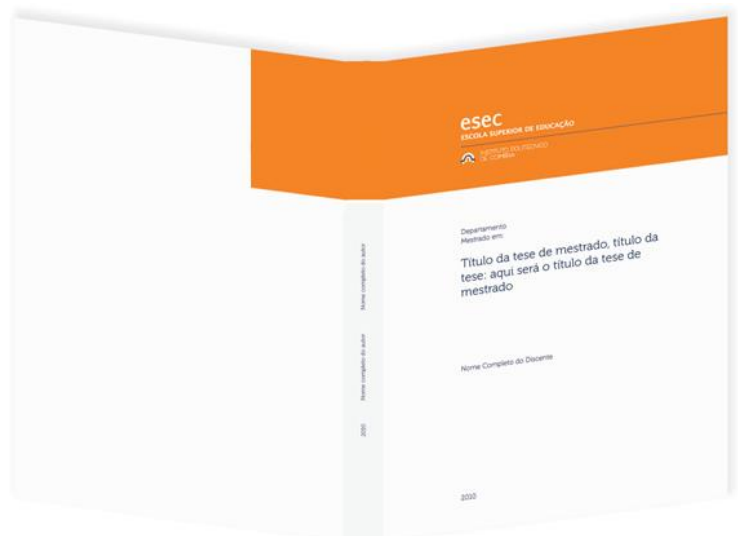 esec
ESCOLA SUPERIOR DE EDUCAÇÃO
INSTITUTO POLITÉCNICO
DE COIMBRA
Departamento
Mestrado em:
Título da tese de mestrado, título da
tese: aqui será o título da tese de
mestrado
Nome Completo do Discente
2010
Nome completo do autor
Nome completo do autor
2010